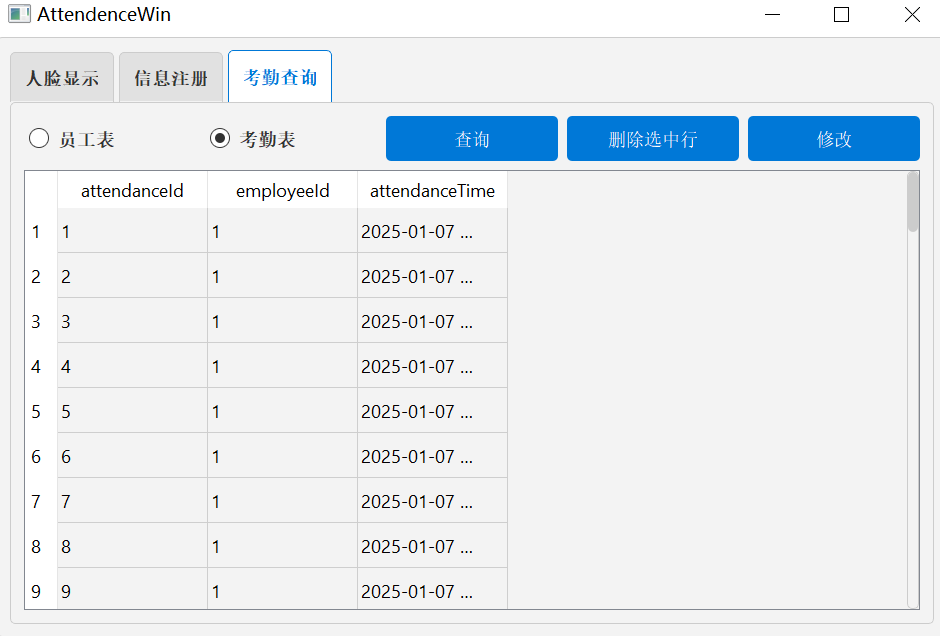 AttendenceWin
人脸显示 信息注册 考勤查询
员工表 考勤表 查询 删除选中行 修改
attendanceId employeeId attendanceTime
1 1 1 2025-01-07 ...
2 2 1 2025-01-07 ...
3 3 1 2025-01-07 ...
4 4 1 2025-01-07 ...
5 5 1 2025-01-07 ...
6 6 1 2025-01-07 ...
7 7 1 2025-01-07 ...
8 8 1 2025-01-07 ...
9 9 1 2025-01-07 ...